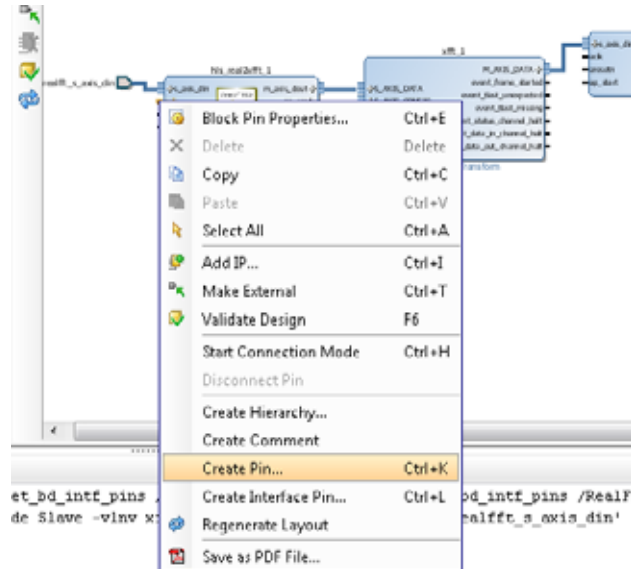 xfft_1
hls_real2xfft_1
realfft_s_axis_din
s_axis_din
m_axis_dout
S_AXIS_DATA
M_AXIS_DATA
event_frame_started
event_tlast_unexpected
event_tlast_missing
Block Pin Properties... Ctrl+E
Delete Delete
Copy Ctrl+C
Paste Ctrl+V
Select All Ctrl+A
Add IP... Ctrl+I
Make External Ctrl+T
Validate Design F6
Start Connection Mode Ctrl+H
Disconnect Pin
Create Hierarchy...
Create Comment
Create Pin... Ctrl+K
Create Interface Pin... Ctrl+L
Regenerate Layout
Save as PDF File...
et_bd_intf_pins / bd_intf_pins /RealF
de Slave -vlnv x ealfft_s_axis_din'